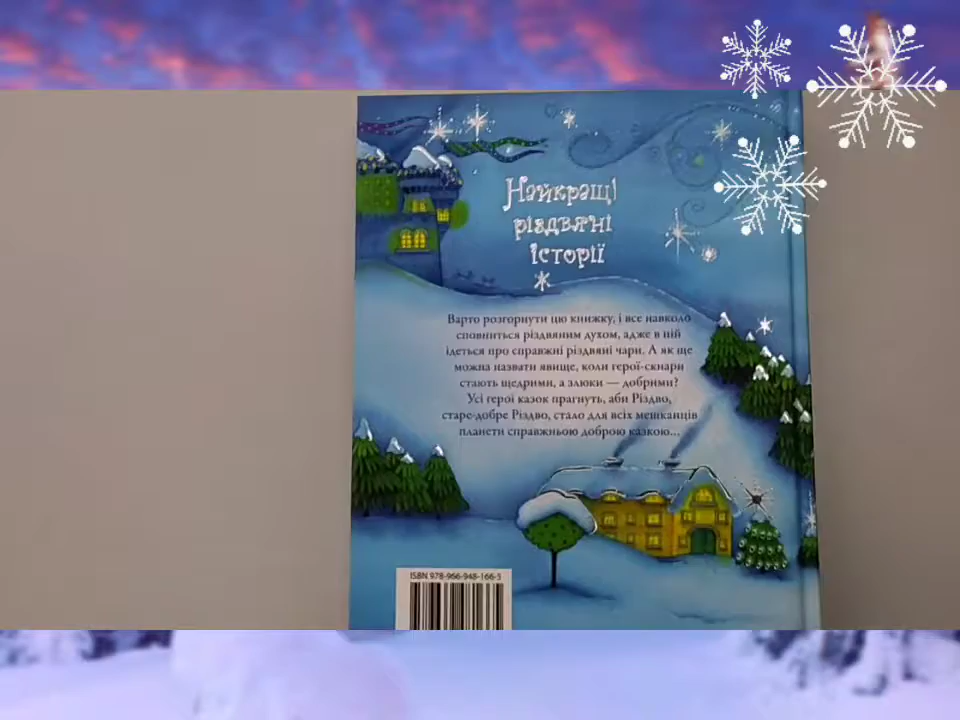 Найкращі
різдвяні
історії
Варто розгорнути цю книжку, і все навколо
сповниться різдвяним духом, адже в ній
ідеться про справжні різдвяні чари. А як ще
можна назвати явище, коли герої-скнари
стають щедрими, а злюки — добрими?
Усі герої казок прагнуть, аби Різдво,
старе-добре Різдво, стало для всіх мешканців
планети справжньою доброю казкою...
ISBN 978-966-948-166-5